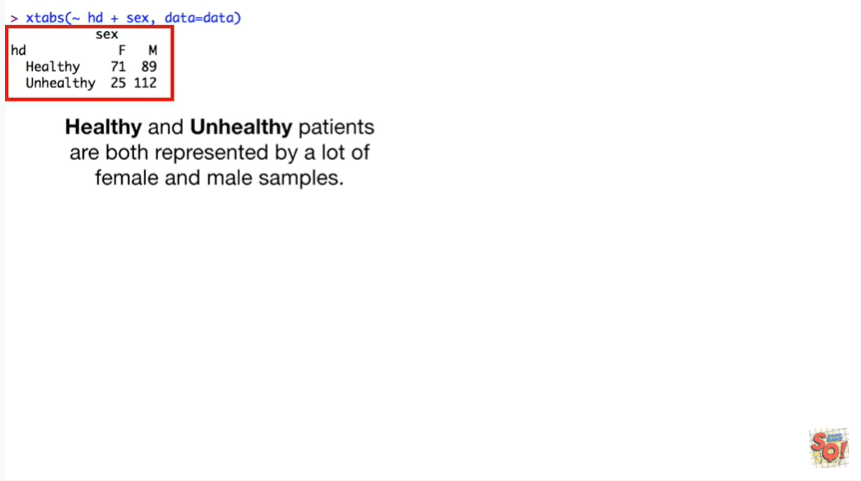 > xtabs(~ hd + sex, data=data)
sex
hd F M
Healthy 71 89
Unhealthy 25 112
Healthy and Unhealthy patients
are both represented by a lot of
female and male samples.
SQ!